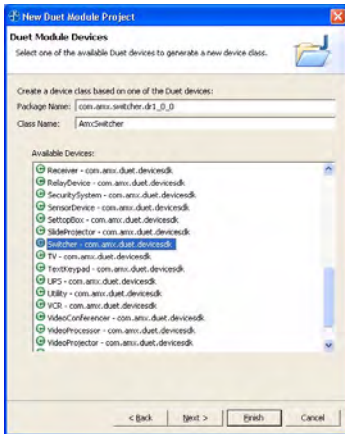 New Duet Module Project
Duet Module Devices
Select one of the available Duet devices to generate a new device class.
Create a device class based on one of the Duet devices:
Package Name: com.amx.switcher.dr1_0_0
Class Name: AmxSwitcher
Available Devices:
Receiver - com.amx.duet.devicesdk
RelayDevice - com.amx.duet.devicesdk
SecuritySystem - com.amx.duet.devicesdk
SensorDevice - com.amx.duet.devicesdk
SettopBox - com.amx.duet.devicesdk
SlideProjector - com.amx.duet.devicesdk
Switcher - com.amx.duet.devicesdk
TV - com.amx.duet.devicesdk
TextKeypad - com.amx.duet.devicesdk
UPS - com.amx.duet.devicesdk
Utility - com.amx.duet.devicesdk
VCR - com.amx.duet.devicesdk
VideoConferencer - com.amx.duet.devicesdk
VideoProcessor - com.amx.duet.devicesdk
VideoProjector - com.amx.duet.devicesdk
< Back Next > Finish Cancel